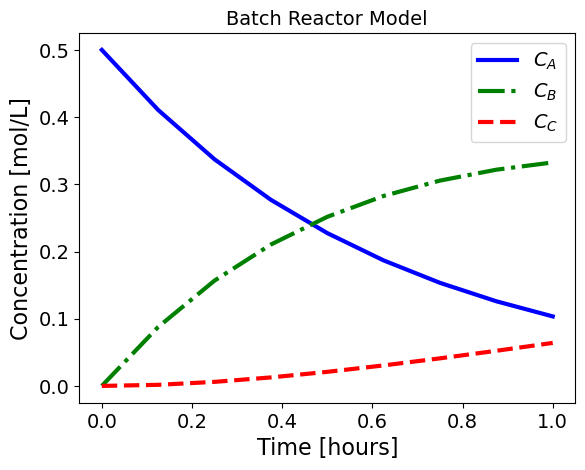 Batch Reactor Model
C_A
C_B
C_C
Concentration [mol/L]
0.5
0.4
0.3
0.2
0.1
0.0
0.0 0.2 0.4 0.6 0.8 1.0
Time [hours]